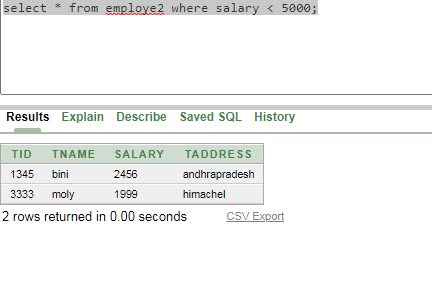 select * from employe2 where salary < 5000;
Results Explain Describe Saved SQL History
TID TNAME SALARY TADDRESS
1345 bini 2456 andhrapradesh
3333 moly 1999 himachel
2 rows returned in 0.00 seconds CSV Export